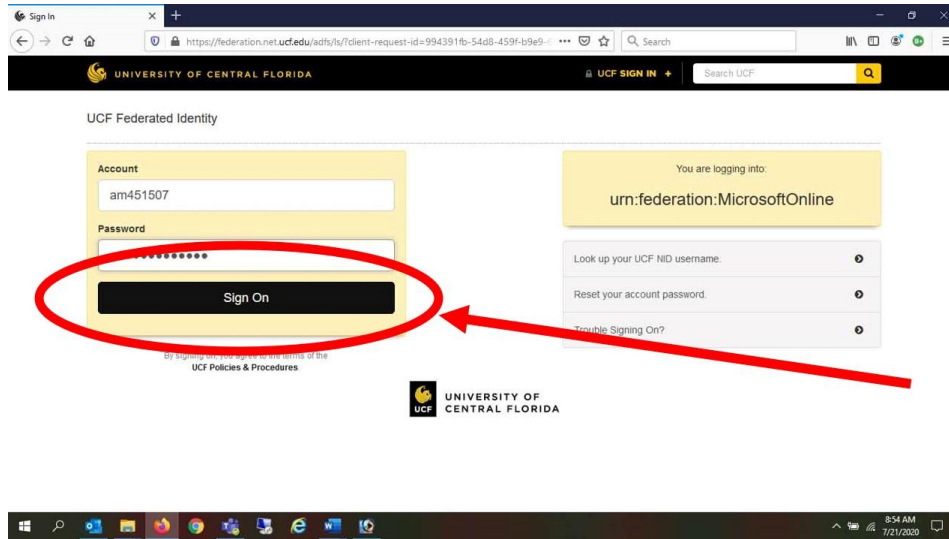 Sign In
https://federation.net.ucf.edu/adfs/ls/?client-request-id=994391fb-54d8-459f-b9e9-
Search
UNIVERSITY OF CENTRAL FLORIDA
UCF SIGN IN +
Search UCF
UCF Federated Identity
Account
am451507
Password
Sign On
By signing on, you agree to the terms of the
UCF Policies & Procedures
You are logging into:
urn:federation:MicrosoftOnline
Look up your UCF NID username.
Reset your account password.
Trouble Signing On?
UCF
UNIVERSITY OF
CENTRAL FLORIDA
8:54 AM
7/21/2020